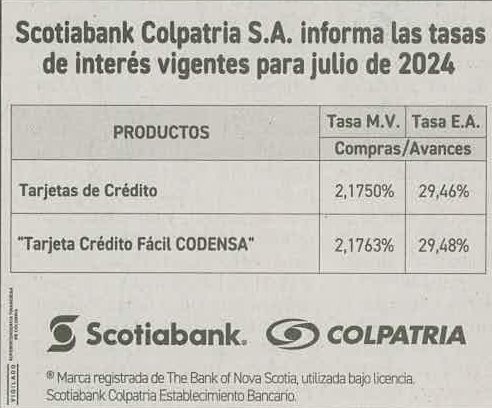 Scotiabank Colpatria S.A. informa las tasas
de interés vigentes para julio de 2024
PRODUCTOS
Tasa M.V. Tasa E.A.
Compras/Avances
Tarjetas de Crédito 2,1750% 29,46%
"Tarjeta Crédito Fácil CODENSA" 2,1763% 29,48%
VIGILADO SUPERINTENDENCIA FINANCIERA
DE COLOMBIA
Scotiabank® COLPATRIA
® Marca registrada de The Bank of Nova Scotia, utilizada bajo licencia.
Scotiabank Colpatria Establecimiento Bancario.